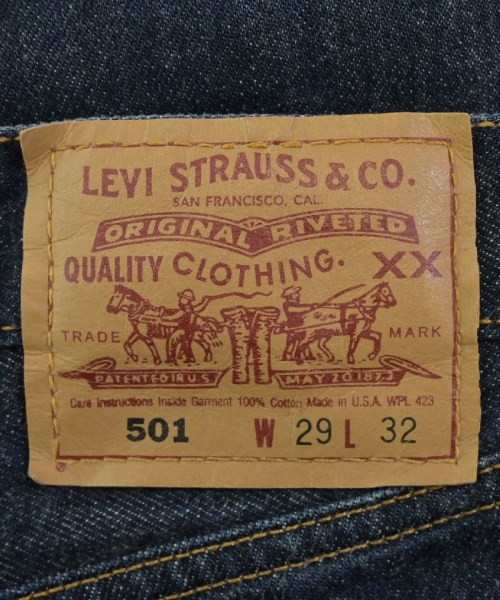 LEVI STRAUSS & CO.
SAN FRANCISCO, CAL.
ORIGINAL RIVETED
QUALITY CLOTHING. XX
TRADE MARK
PATENTED IN U.S. MAY 20 1873
Care Instructions Inside Garment 100% Cotton Made in U.S.A. WPL 423
501 W 29 L 32
®